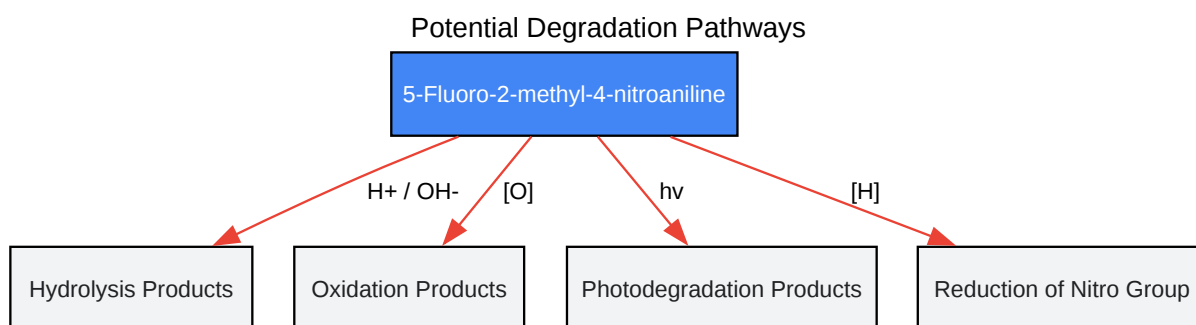 Potential Degradation Pathways
5-Fluoro-2-methyl-4-nitroaniline
H+ / OH-
[O]
hv
[H]
Hydrolysis Products
Oxidation Products
Photodegradation Products
Reduction of Nitro Group